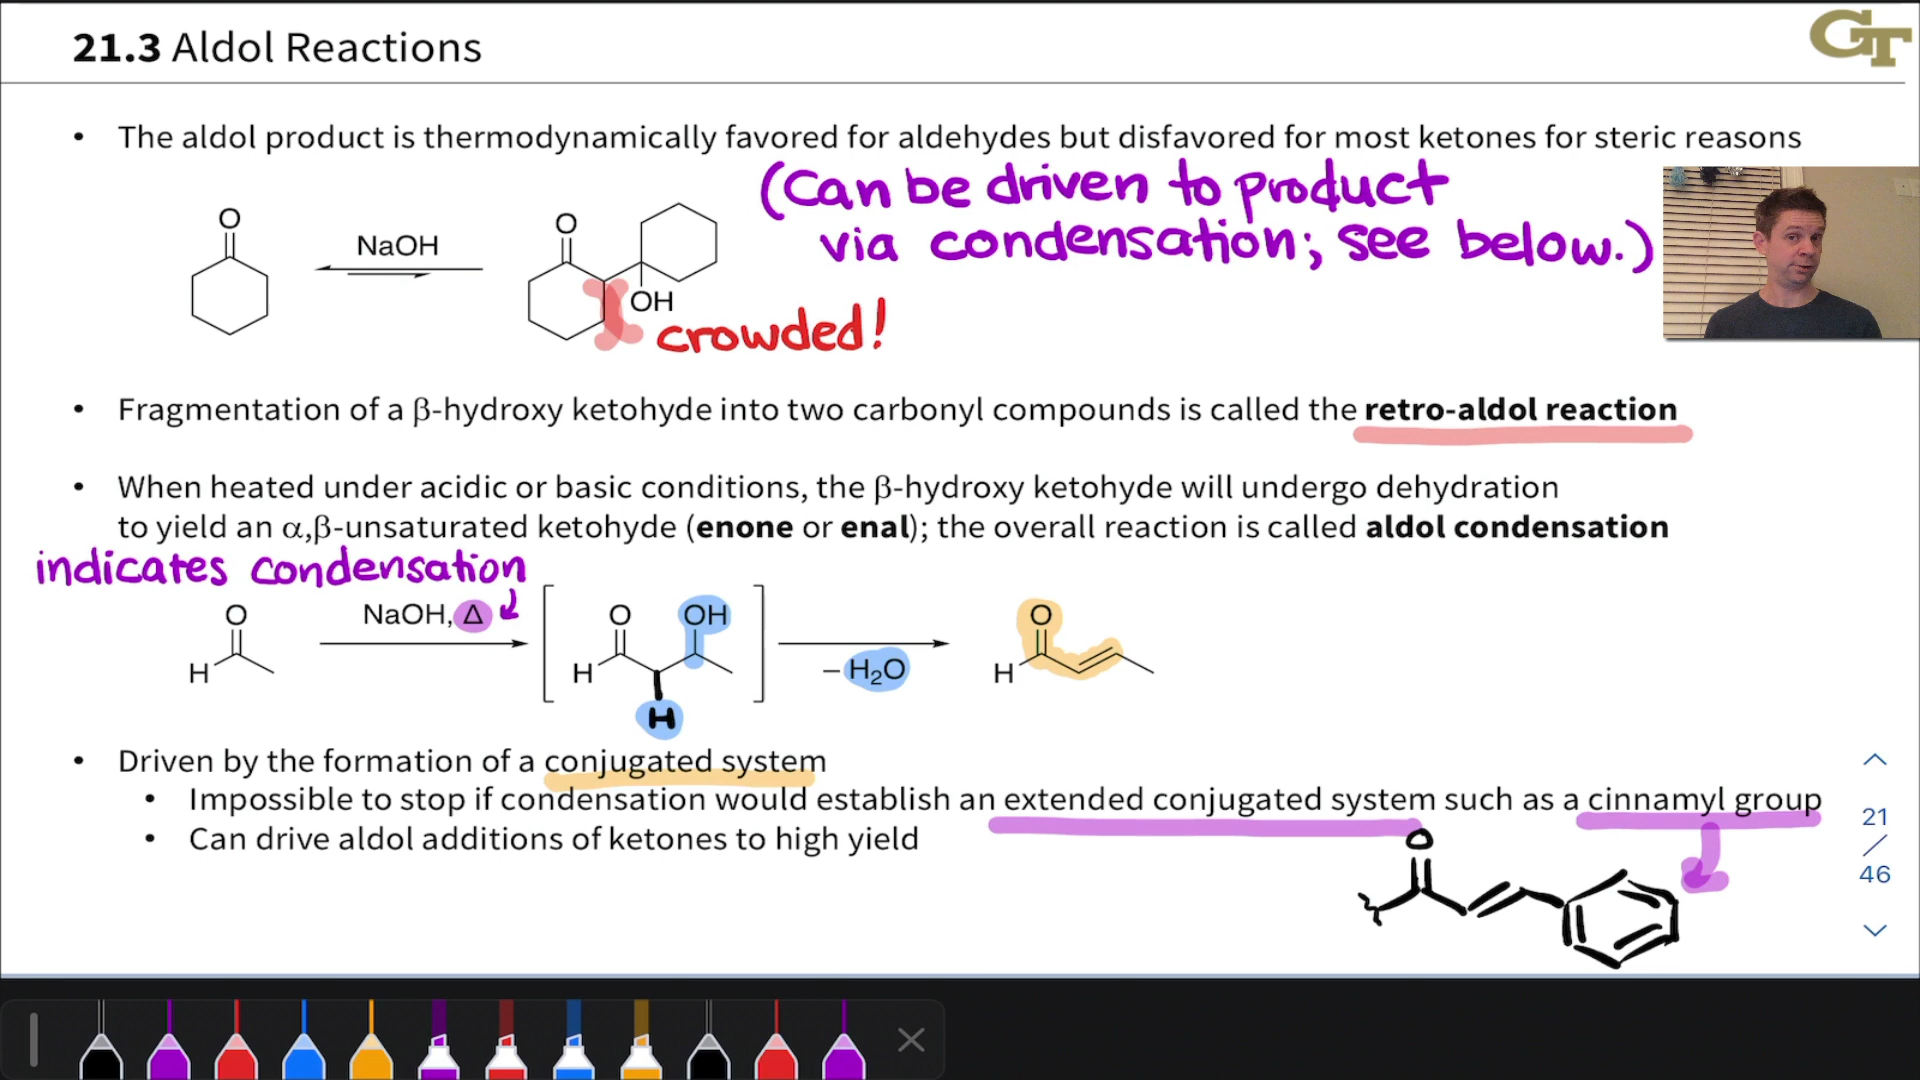 21.3 Aldol Reactions
GT
• The aldol product is thermodynamically favored for aldehydes but disfavored for most ketones for steric reasons
(Can be driven to product
via condensation; see below.)
O
NaOH
O
OH
crowded!
• Fragmentation of a β-hydroxy ketohyde into two carbonyl compounds is called the retro-aldol reaction
• When heated under acidic or basic conditions, the β-hydroxy ketohyde will undergo dehydration
to yield an α,β-unsaturated ketohyde (enone or enal); the overall reaction is called aldol condensation
indicates condensation
O
H
NaOH, Δ
O
OH
H
H
– H₂O
O
H
• Driven by the formation of a conjugated system
• Impossible to stop if condensation would establish an extended conjugated system such as a cinnamyl group
• Can drive aldol additions of ketones to high yield
O
21
/
46